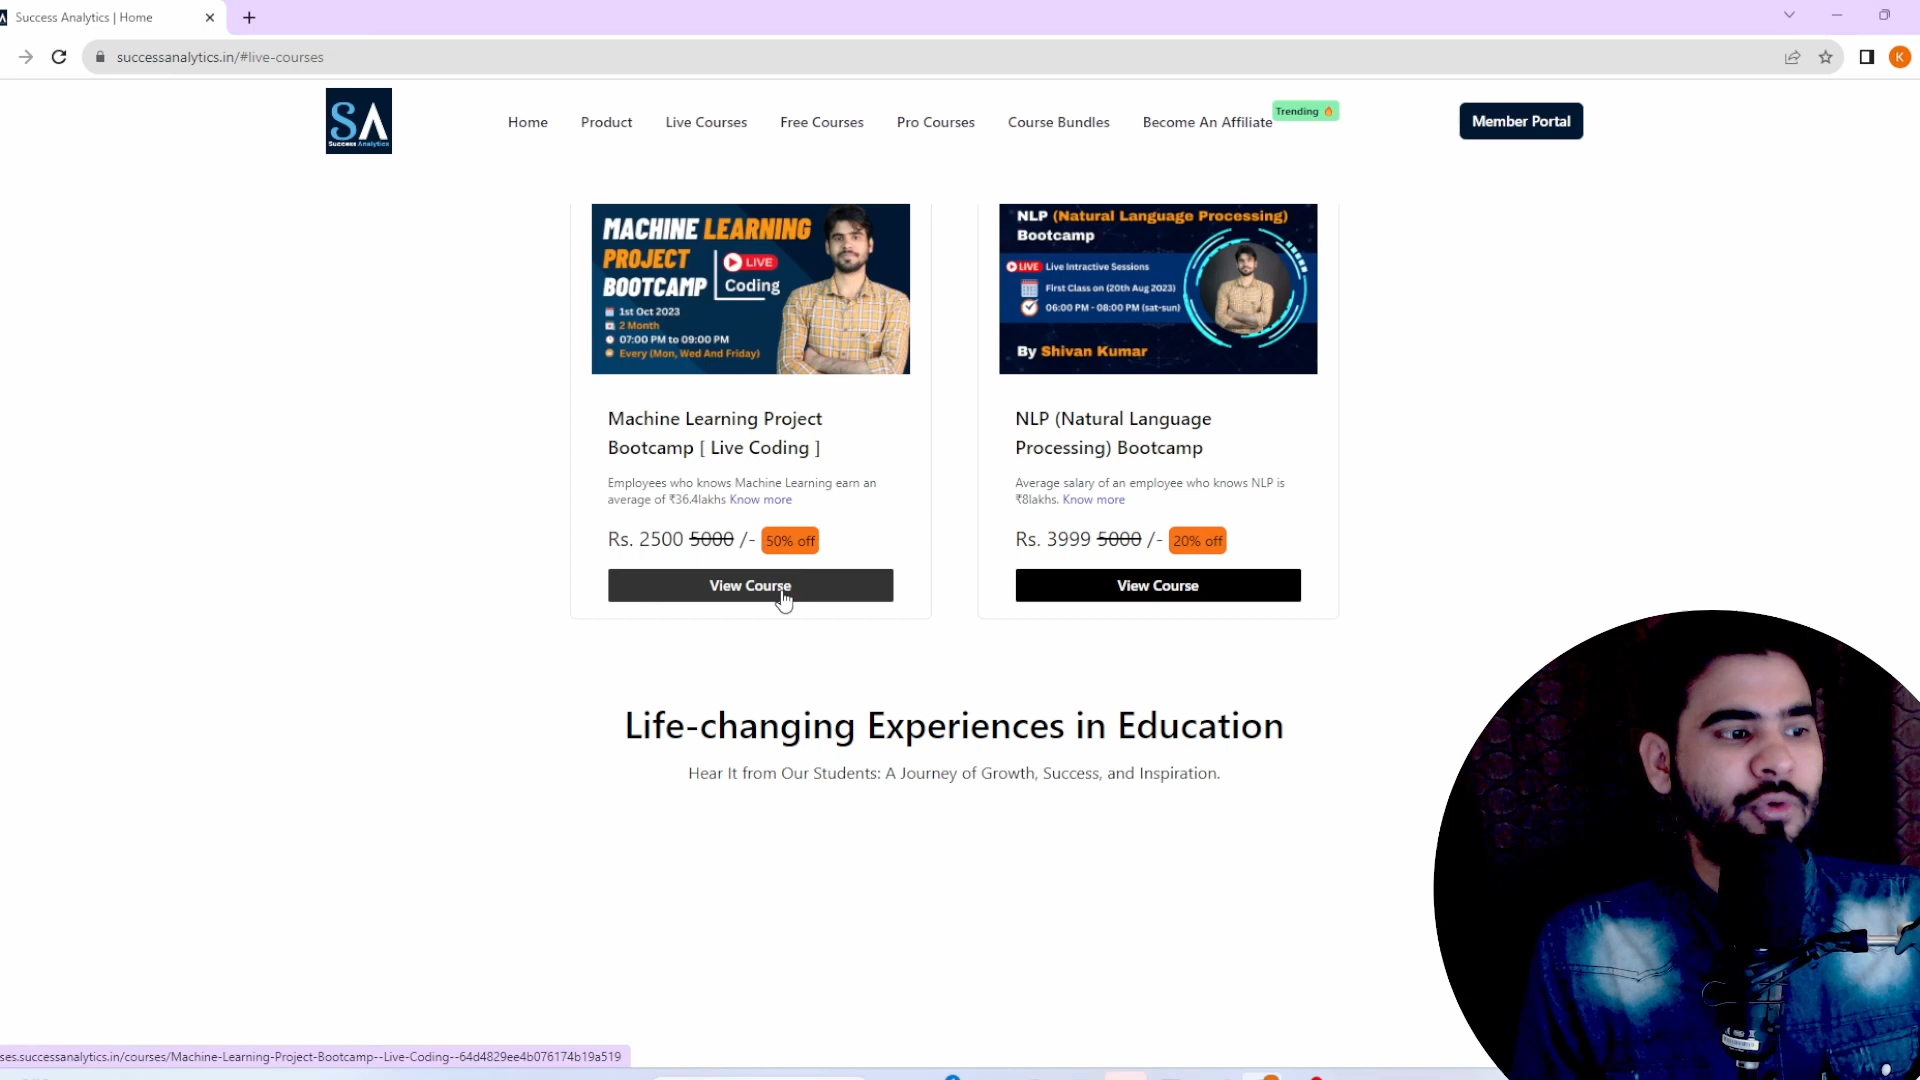 Success Analytics | Home
successanalytics.in/#live-courses
K
SA
Success Analytics
Home
Product
Live Courses
Free Courses
Pro Courses
Course Bundles
Become An Affiliate
Trending 🔥
Member Portal
MACHINE LEARNING
PROJECT
BOOTCAMP
LIVE
Coding
1st Oct 2023
2 Month
07:00 PM to 09:00 PM
Every (Mon, Wed And Friday)
Machine Learning Project
Bootcamp [ Live Coding ]
Employees who knows Machine Learning earn an
average of ₹36.4lakhs Know more
Rs. 2500 5000 /- 50% off
View Course
NLP (Natural Language Processing)
Bootcamp
LIVE Live Intractive Sessions
First Class on (20th Aug 2023)
06:00 PM - 08:00 PM (sat-sun)
By Shivan Kumar
NLP (Natural Language
Processing) Bootcamp
Average salary of an employee who knows NLP is
₹8lakhs. Know more
Rs. 3999 5000 /- 20% off
View Course
Life-changing Experiences in Education
Hear It from Our Students: A Journey of Growth, Success, and Inspiration.
ses.successanalytics.in/courses/Machine-Learning-Project-Bootcamp--Live-Coding--64d4829ee4b076174b19a519